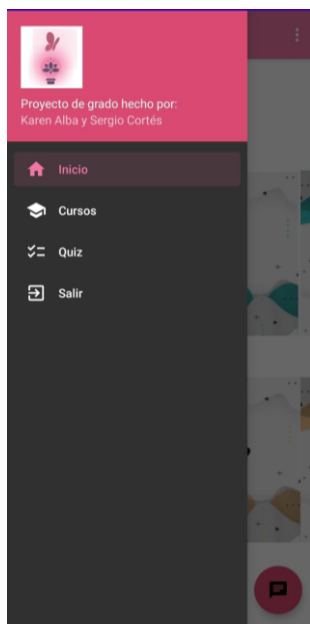 Proyecto de grado hecho por:
Karen Alba y Sergio Cortés
Inicio
Cursos
Quiz
Salir